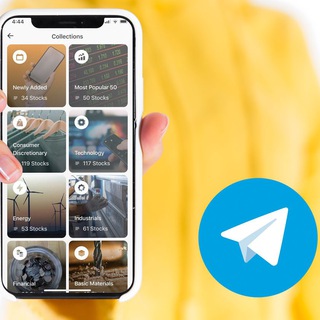 4:44
Collections
Newly Added
34 Stocks
Most Popular 50
50 Stocks
Consumer
Discretionary
119 Stocks
Technology
117 Stocks
Energy
53 Stocks
Industrials
61 Stocks
Financial
Basic Materials